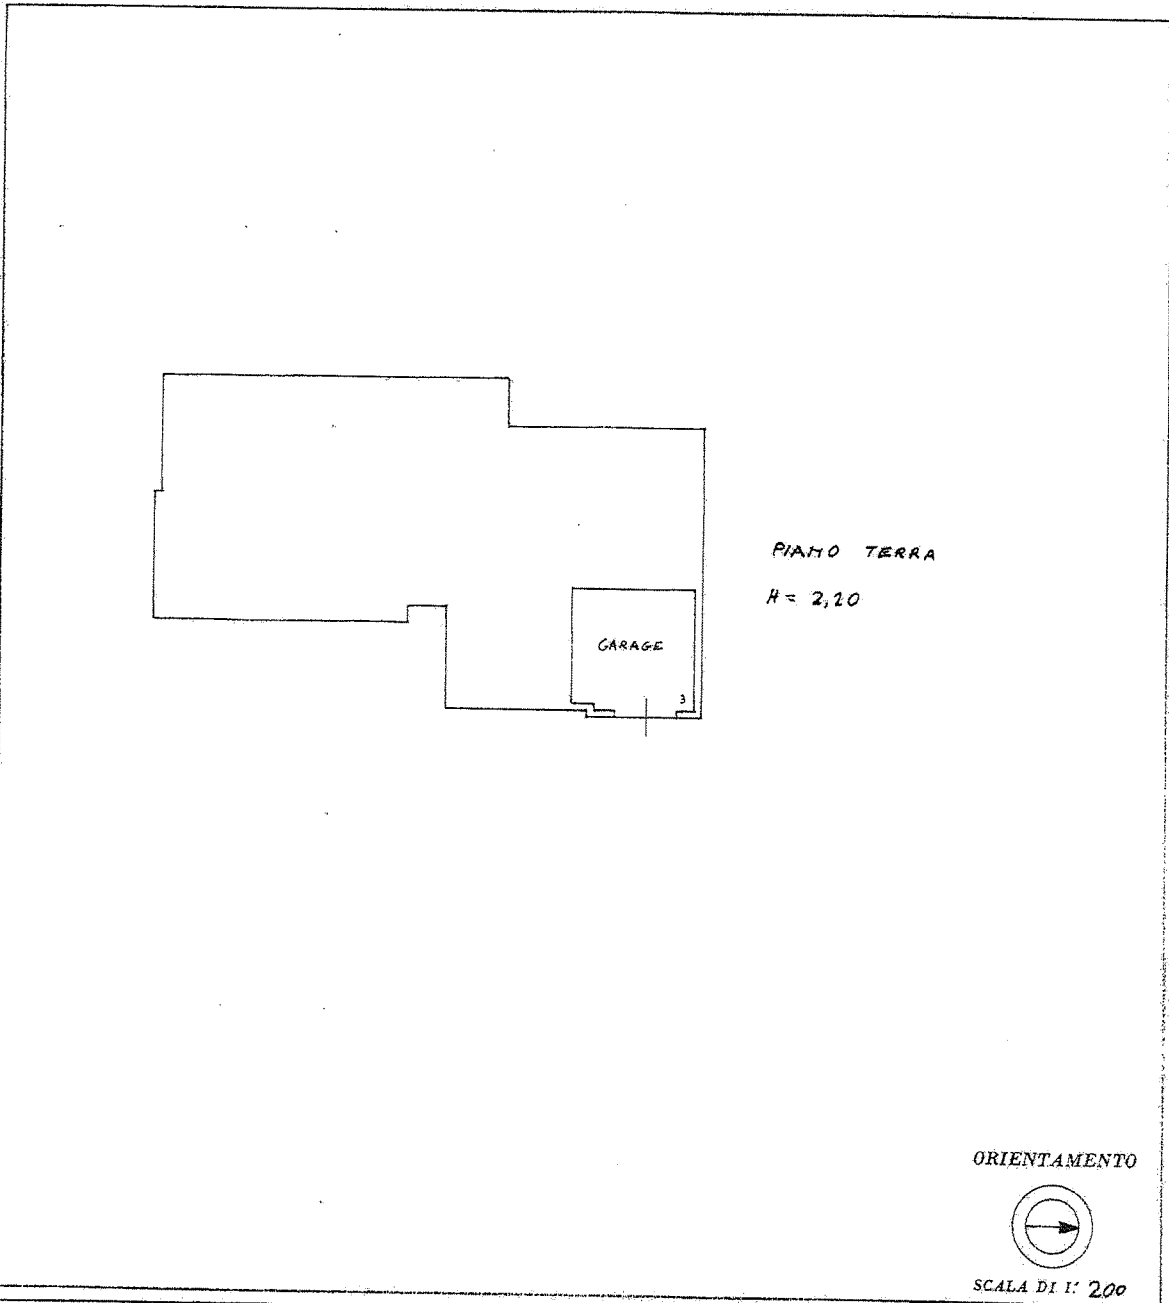 PIANO TERRA
H = 2,20
GARAGE
3
ORIENTAMENTO
SCALA DI 1: 200